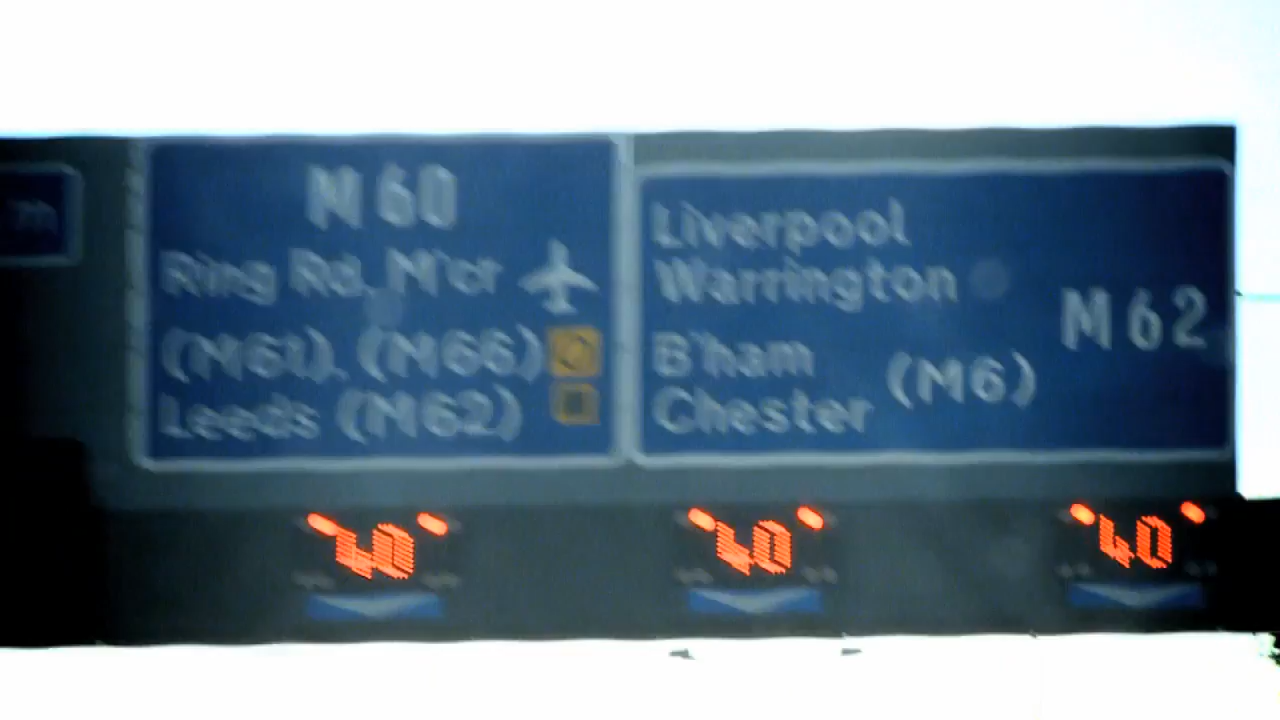 M 60
Ring Rd, M'cr
(M61), (M66)
Leeds (M62)
Liverpool
Warrington
B'ham
Chester
(M6)
M 62
40
40
40